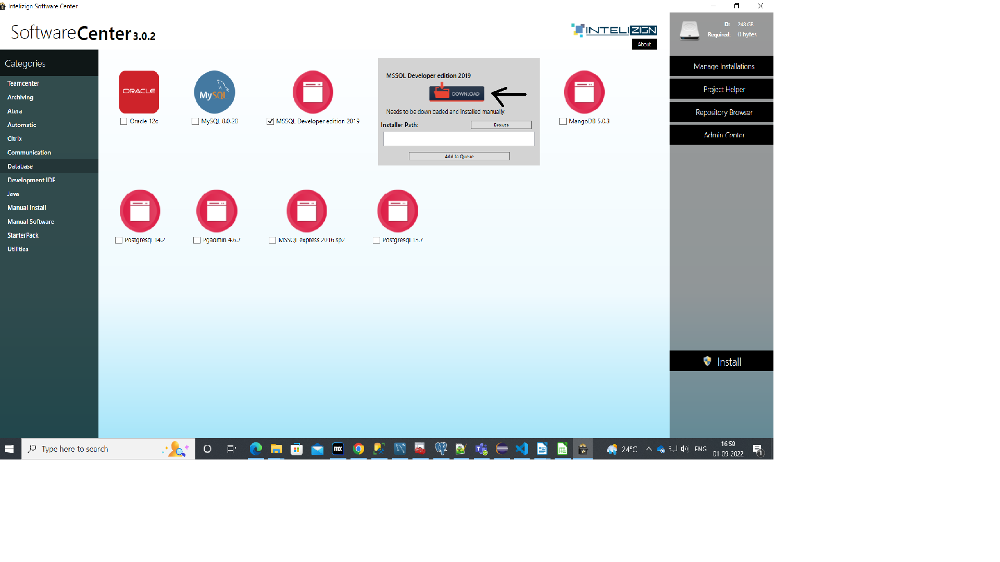 Intelizign Software Center
SoftwareCenter 3.0.2
INTELIZIGN
About
D: 248 GB
Required: 0 bytes
Categories
Teamcenter
Archiving
Atera
Automatic
Citrix
Communication
Database
Development IDE
Java
Manual Install
Manual Software
StarterPack
Utilities
ORACLE
Oracle 12c
MySQL
MySQL 8.0.28
MSSQL Developer edition 2019
MSSQL Developer edition 2019
DOWNLOAD
Needs to be downloaded and installed manually.
Installer Path:
Browse
Add to Queue
MangoDB 5.0.3
Postgresql 14.2
Pgadmin 4.6.7
MSSQL express 2016 sp2
Postgresql 13.7
Manage Installations
Project Helper
Repository Browser
Admin Center
Install
Type here to search
mx
24°C
ENG
16:58
01-09-2022
1